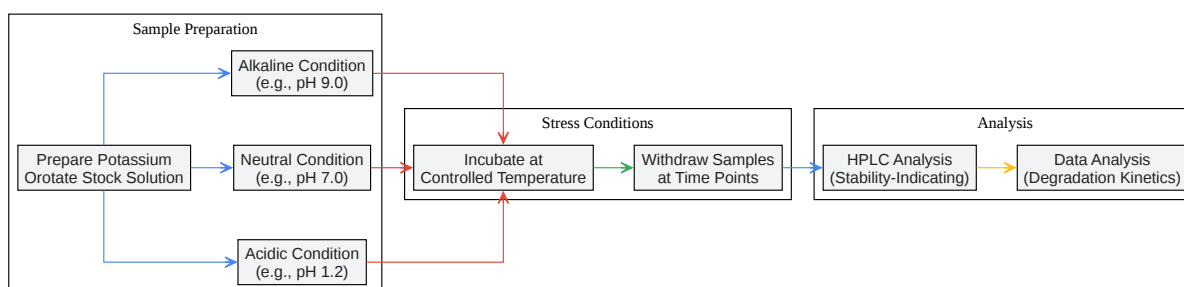 Sample Preparation
Alkaline Condition
(e.g., pH 9.0)
Prepare Potassium
Orotate Stock Solution
Neutral Condition
(e.g., pH 7.0)
Acidic Condition
(e.g., pH 1.2)
Stress Conditions
Incubate at
Controlled Temperature
Withdraw Samples
at Time Points
Analysis
HPLC Analysis
(Stability-Indicating)
Data Analysis
(Degradation Kinetics)